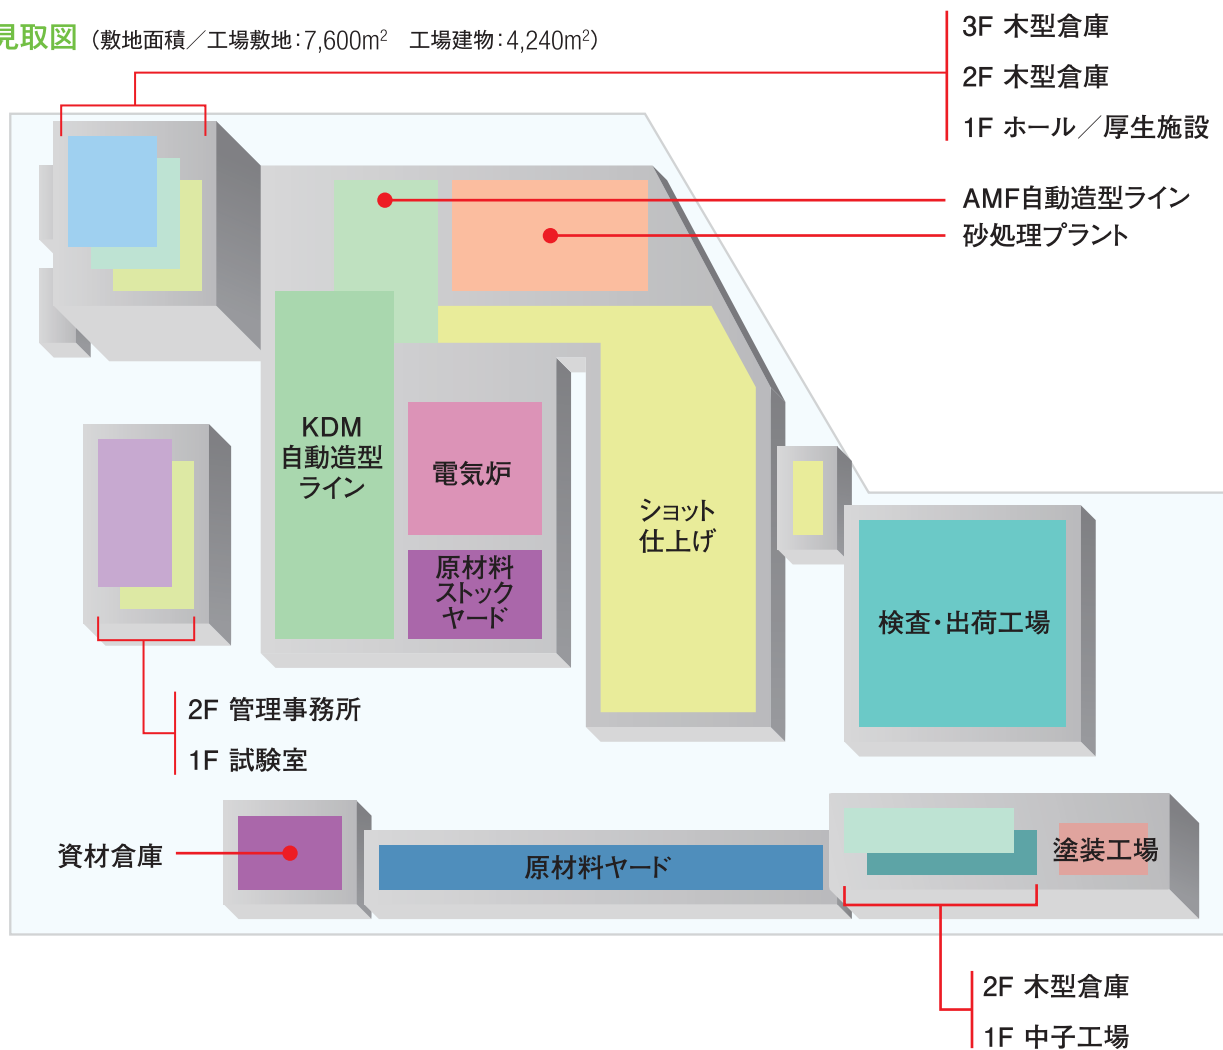 見取図 （敷地面積／工場敷地：7,600m² 工場建物：4,240m²）
3F 木型倉庫
2F 木型倉庫
1F ホール／厚生施設
AMF自動造型ライン
砂処理プラント
KDM
自動造型
ライン
電気炉
原材料
ストック
ヤード
ショット
仕上げ
検査・出荷工場
2F 管理事務所
1F 試験室
資材倉庫
原材料ヤード
塗装工場
2F 木型倉庫
1F 中子工場